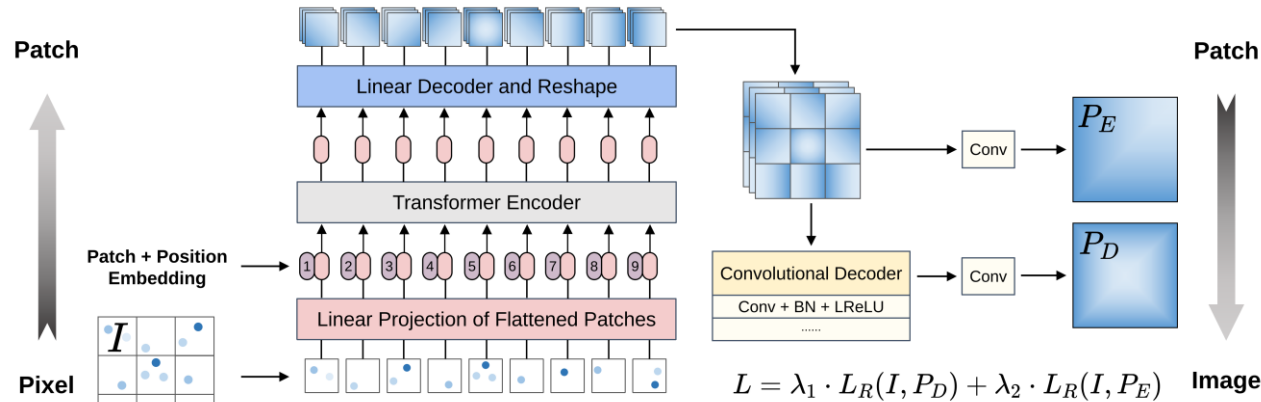 Patch
Pixel
Linear Decoder and Reshape
Transformer Encoder
Patch + Position
Embedding
1 2 3 4 5 6 7 8 9
Linear Projection of Flattened Patches
I
Conv
P_E
Convolutional Decoder
Conv + BN + LReLU
......
Conv
P_D
L = λ_1 · L_R(I, P_D) + λ_2 · L_R(I, P_E)
Patch
Image